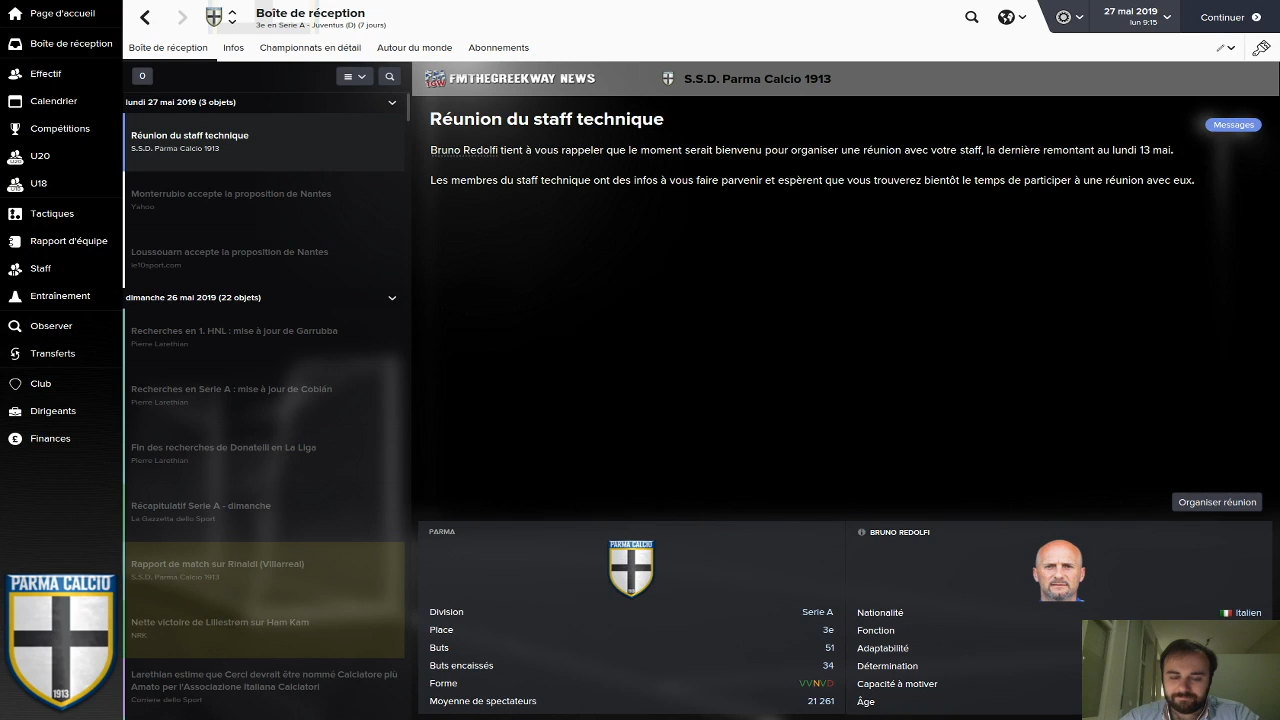 Page d'accueil
Boîte de réception
Effectif
Calendrier
Compétitions
U20
U18
Tactiques
Rapport d'équipe
Staff
Entraînement
Observer
Transferts
Club
Dirigeants
Finances
PARMA CALCIO
1913
Boîte de réception
3e en Serie A - Juventus (D) (7 jours)
27 mai 2019
lun 9:15
Continuer
Boîte de réception
Infos
Championnats en détail
Autour du monde
Abonnements
0
lundi 27 mai 2019 (3 objets)
Réunion du staff technique
S.S.D. Parma Calcio 1913
Monterrubio accepte la proposition de Nantes
Yahoo
Loussouarn accepte la proposition de Nantes
le10sport.com
dimanche 26 mai 2019 (22 objets)
Recherches en 1. HNL : mise à jour de Garrubba
Pierre Larethian
Recherches en Serie A : mise à jour de Cobián
Pierre Larethian
Fin des recherches de Donatelli en La Liga
Pierre Larethian
Récapitulatif Serie A - dimanche
La Gazzetta dello Sport
Rapport de match sur Rinaldi (Villarreal)
S.S.D. Parma Calcio 1913
Nette victoire de Lillestrøm sur Ham Kam
NRK
Larethian estime que Cerci devrait être nommé Calciatore più
Amato per l'Associazione Italiana Calciatori
Corriere dello Sport
FMTHEGREEKWAY NEWS
S.S.D. Parma Calcio 1913
Réunion du staff technique
Messages
Bruno Redolfi tient à vous rappeler que le moment serait bienvenu pour organiser une réunion avec votre staff, la dernière remontant au lundi 13 mai.
Les membres du staff technique ont des infos à vous faire parvenir et espèrent que vous trouverez bientôt le temps de participer à une réunion avec eux.
Organiser réunion
PARMA
PARMA CALCIO
Division Serie A
Place 3e
Buts 51
Buts encaissés 34
Forme VVNVD
Moyenne de spectateurs 21 261
BRUNO REDOLFI
Nationalité Italien
Fonction
Adaptabilité
Détermination
Capacité à motiver
Âge